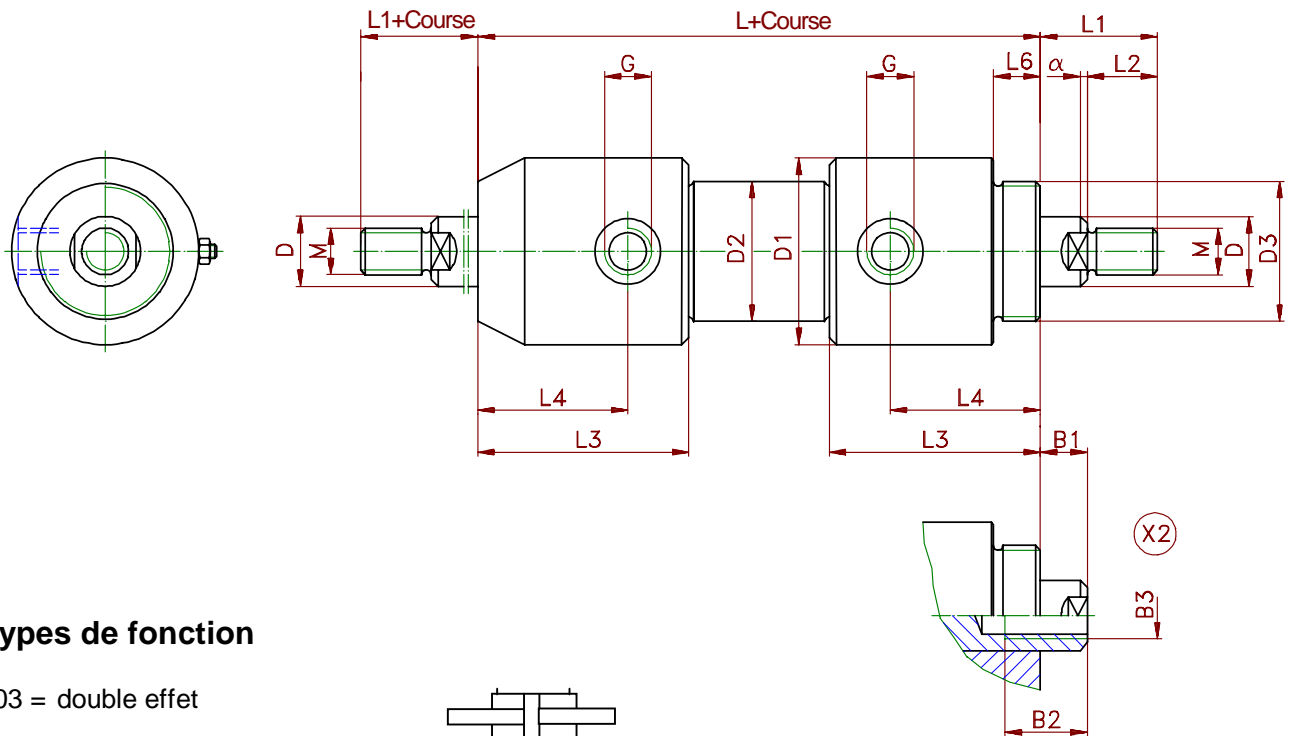 L1+Course L+Course L1
G G L6 α L2
D M D2 D1 M D D3
L4 L4
L3 L3 B1
X2
B3
ypes de fonction
03 = double effet
B2